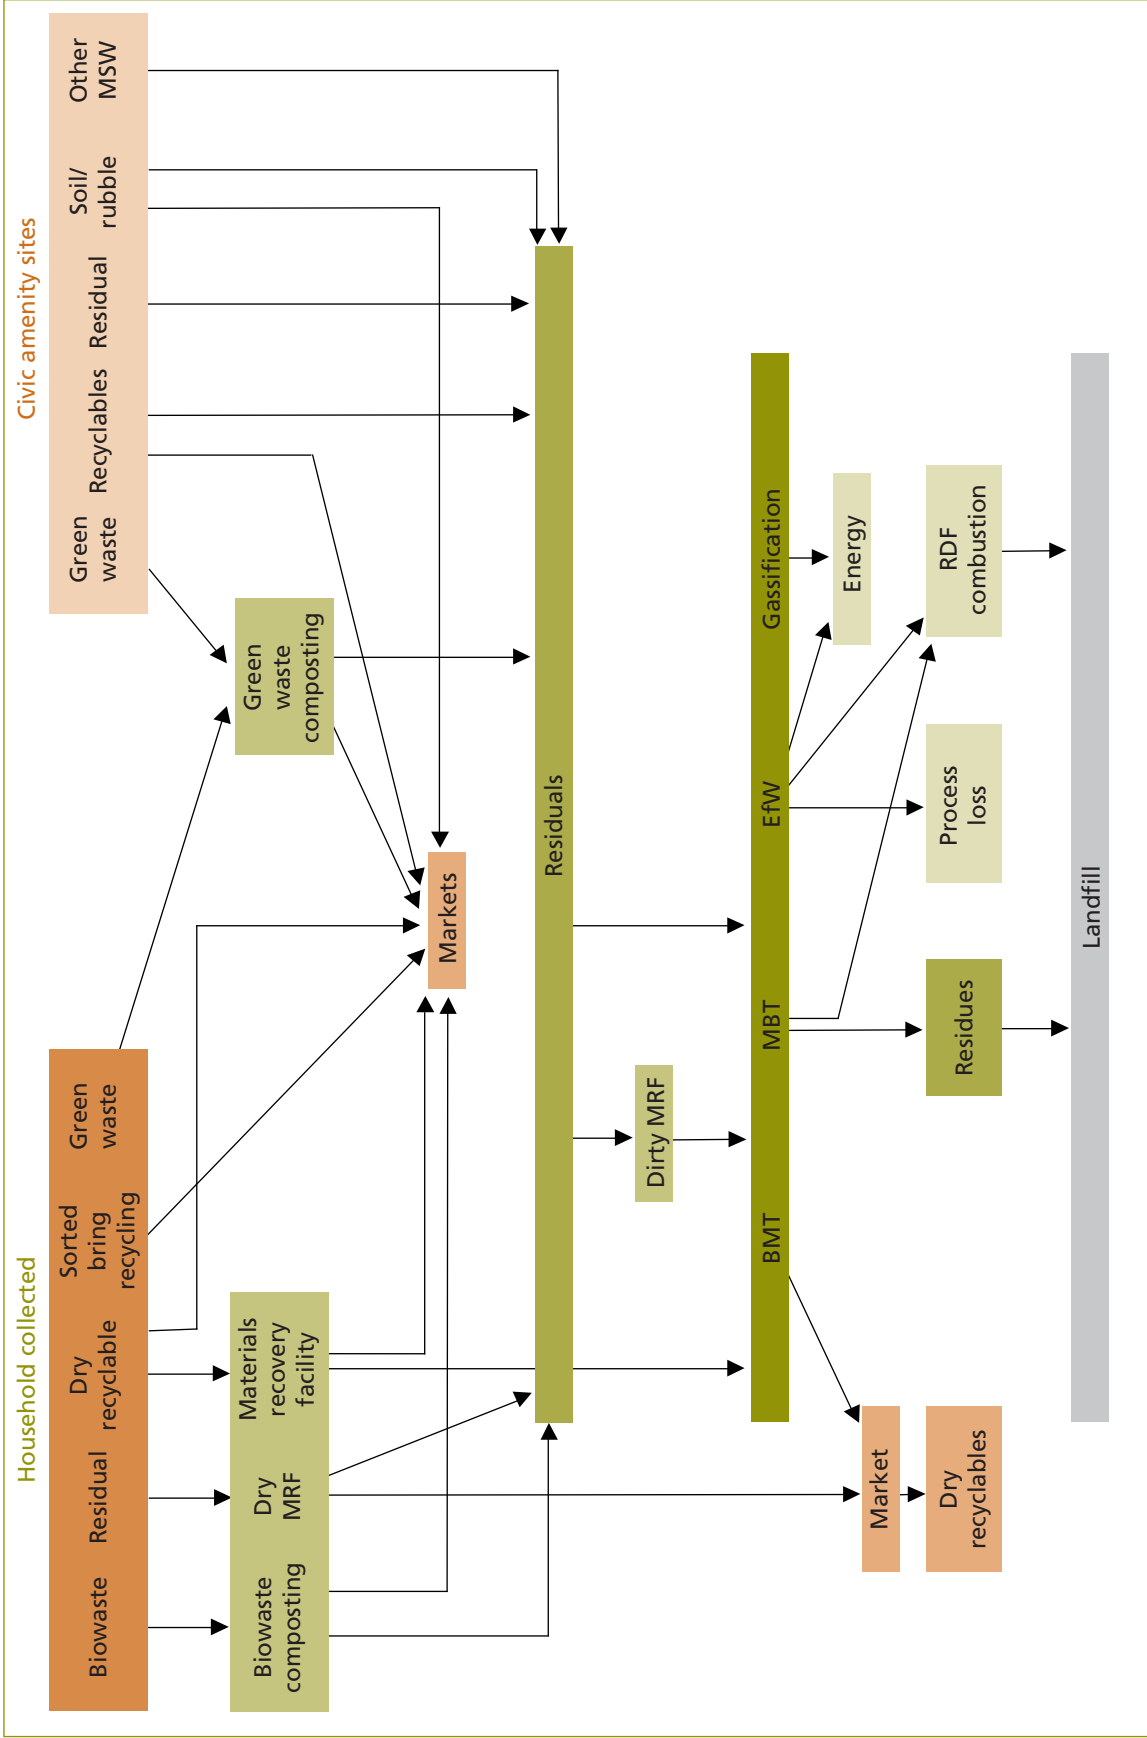 Household collected
Civic amenity sites
Biowaste
Residual
Dry
recyclable
Sorted
bring
recycling
Green
waste
Green
waste
Recyclables
Residual
Soil/
rubble
Other
MSW
Biowaste
composting
Dry
MRF
Materials
recovery
facility
Green
waste
composting
Markets
Residuals
Dirty MRF
BMT
MBT
EfW
Gassification
Market
Energy
Dry
recyclables
Residues
Process
loss
RDF
combustion
Landfill